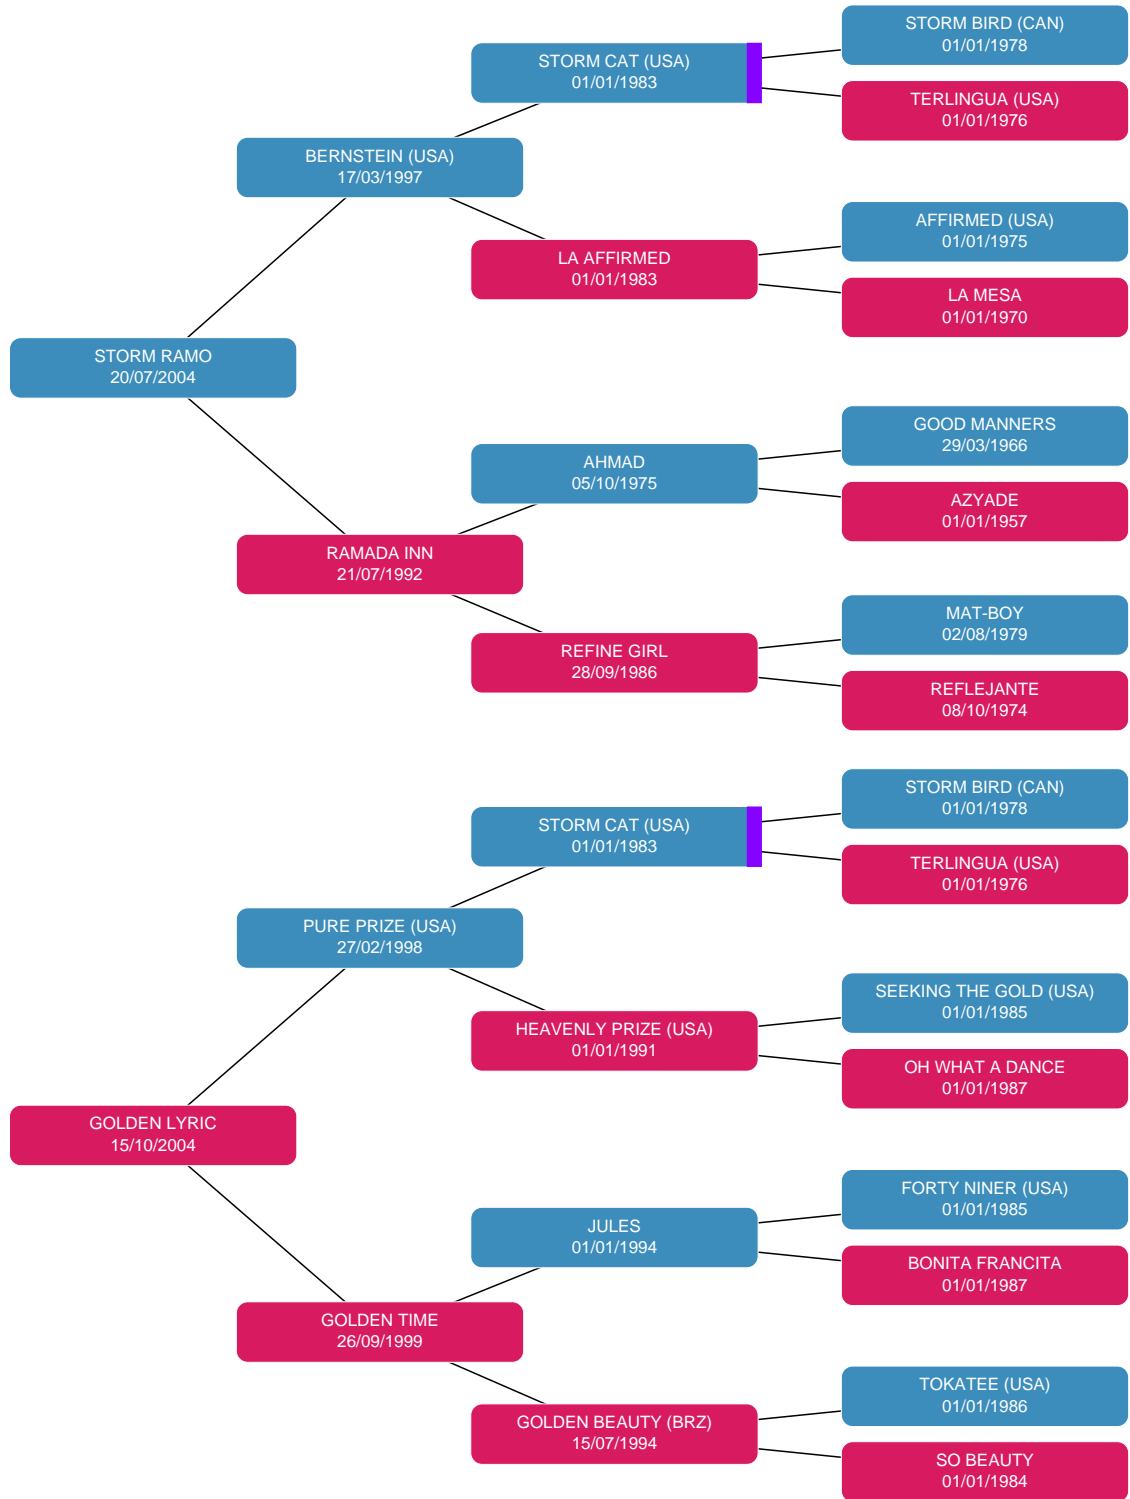 STORM BIRD (CAN)
01/01/1978
STORM CAT (USA)
01/01/1983
TERLINGUA (USA)
01/01/1976
BERNSTEIN (USA)
17/03/1997
AFFIRMED (USA)
01/01/1975
LA AFFIRMED
01/01/1983
LA MESA
01/01/1970
STORM RAMO
20/07/2004
GOOD MANNERS
29/03/1966
AHMAD
05/10/1975
AZYADE
01/01/1957
RAMADA INN
21/07/1992
MAT-BOY
02/08/1979
REFINE GIRL
28/09/1986
REFLEJANTE
08/10/1974
STORM BIRD (CAN)
01/01/1978
STORM CAT (USA)
01/01/1983
TERLINGUA (USA)
01/01/1976
PURE PRIZE (USA)
27/02/1998
SEEKING THE GOLD (USA)
01/01/1985
HEAVENLY PRIZE (USA)
01/01/1991
OH WHAT A DANCE
01/01/1987
GOLDEN LYRIC
15/10/2004
FORTY NINER (USA)
01/01/1985
JULES
01/01/1994
BONITA FRANCITA
01/01/1987
GOLDEN TIME
26/09/1999
TOKATEE (USA)
01/01/1986
GOLDEN BEAUTY (BRZ)
15/07/1994
SO BEAUTY
01/01/1984